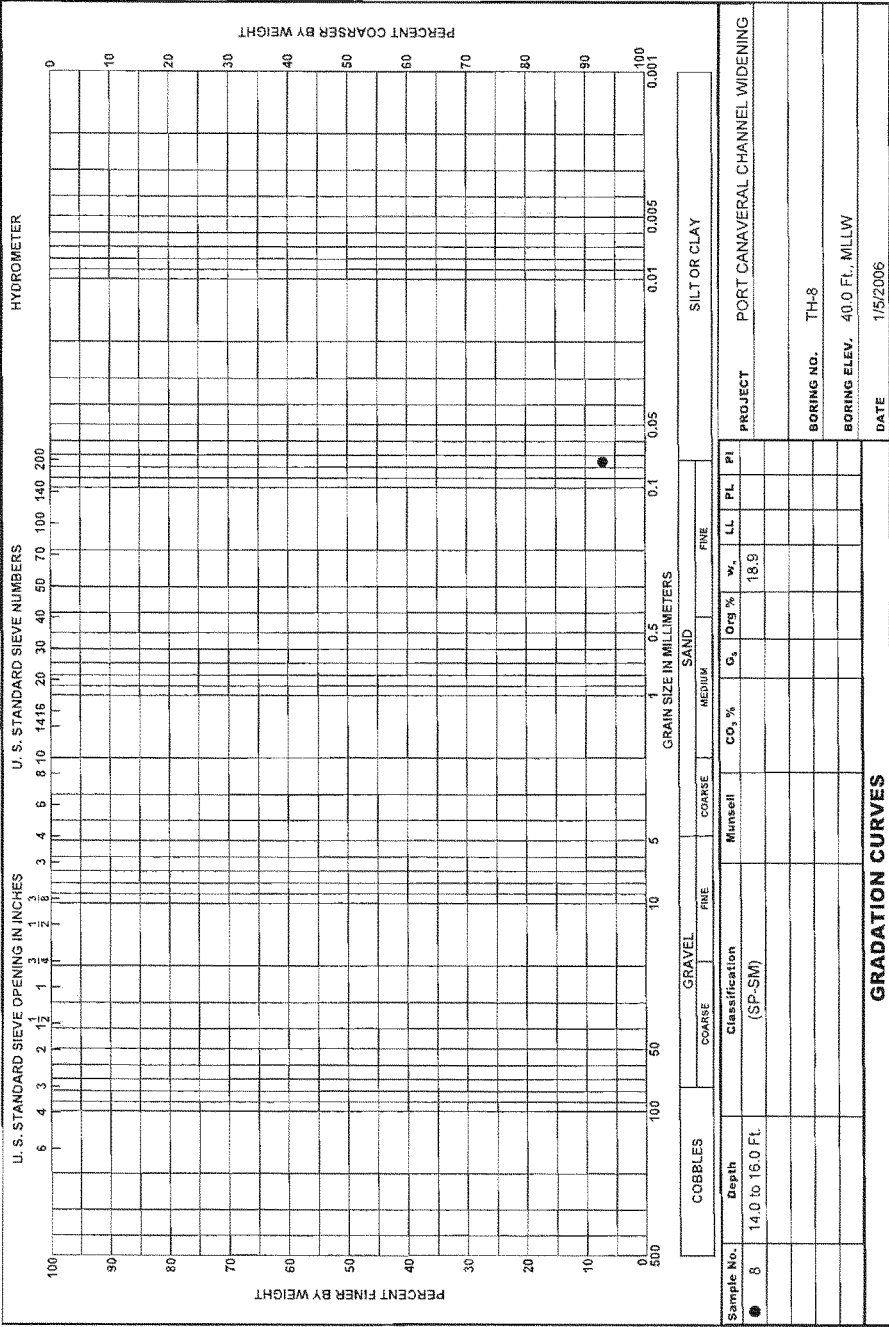 U. S. STANDARD SIEVE OPENING IN INCHES U. S. STANDARD SIEVE NUMBERS HYDROMETER
6 4 3 2 1 1/2 1 3/4 1/2 3/8 3 4 6 8 10 14 16 20 30 40 50 70 100 140 200
PERCENT FINER BY WEIGHT
100
90
80
70
60
50
40
30
20
10
0
PERCENT COARSER BY WEIGHT
0
10
20
30
40
50
60
70
80
90
100
500 100 50 10 5 1 0.5 0.1 0.05 0.01 0.005 0.001
GRAIN SIZE IN MILLIMETERS
COBBLES GRAVEL SAND SILT OR CLAY
COARSE FINE COARSE MEDIUM FINE
Sample No. Depth Classification Munsell CO₃ % Gₛ Org % wₙ LL PL PI
8 14.0 to 16.0 Ft. (SP-SM) 18.9
PROJECT PORT CANAVERAL CHANNEL WIDENING
BORING NO. TH-8
BORING ELEV. 40.0 Ft., MLLW
DATE 1/5/2006
GRADATION CURVES